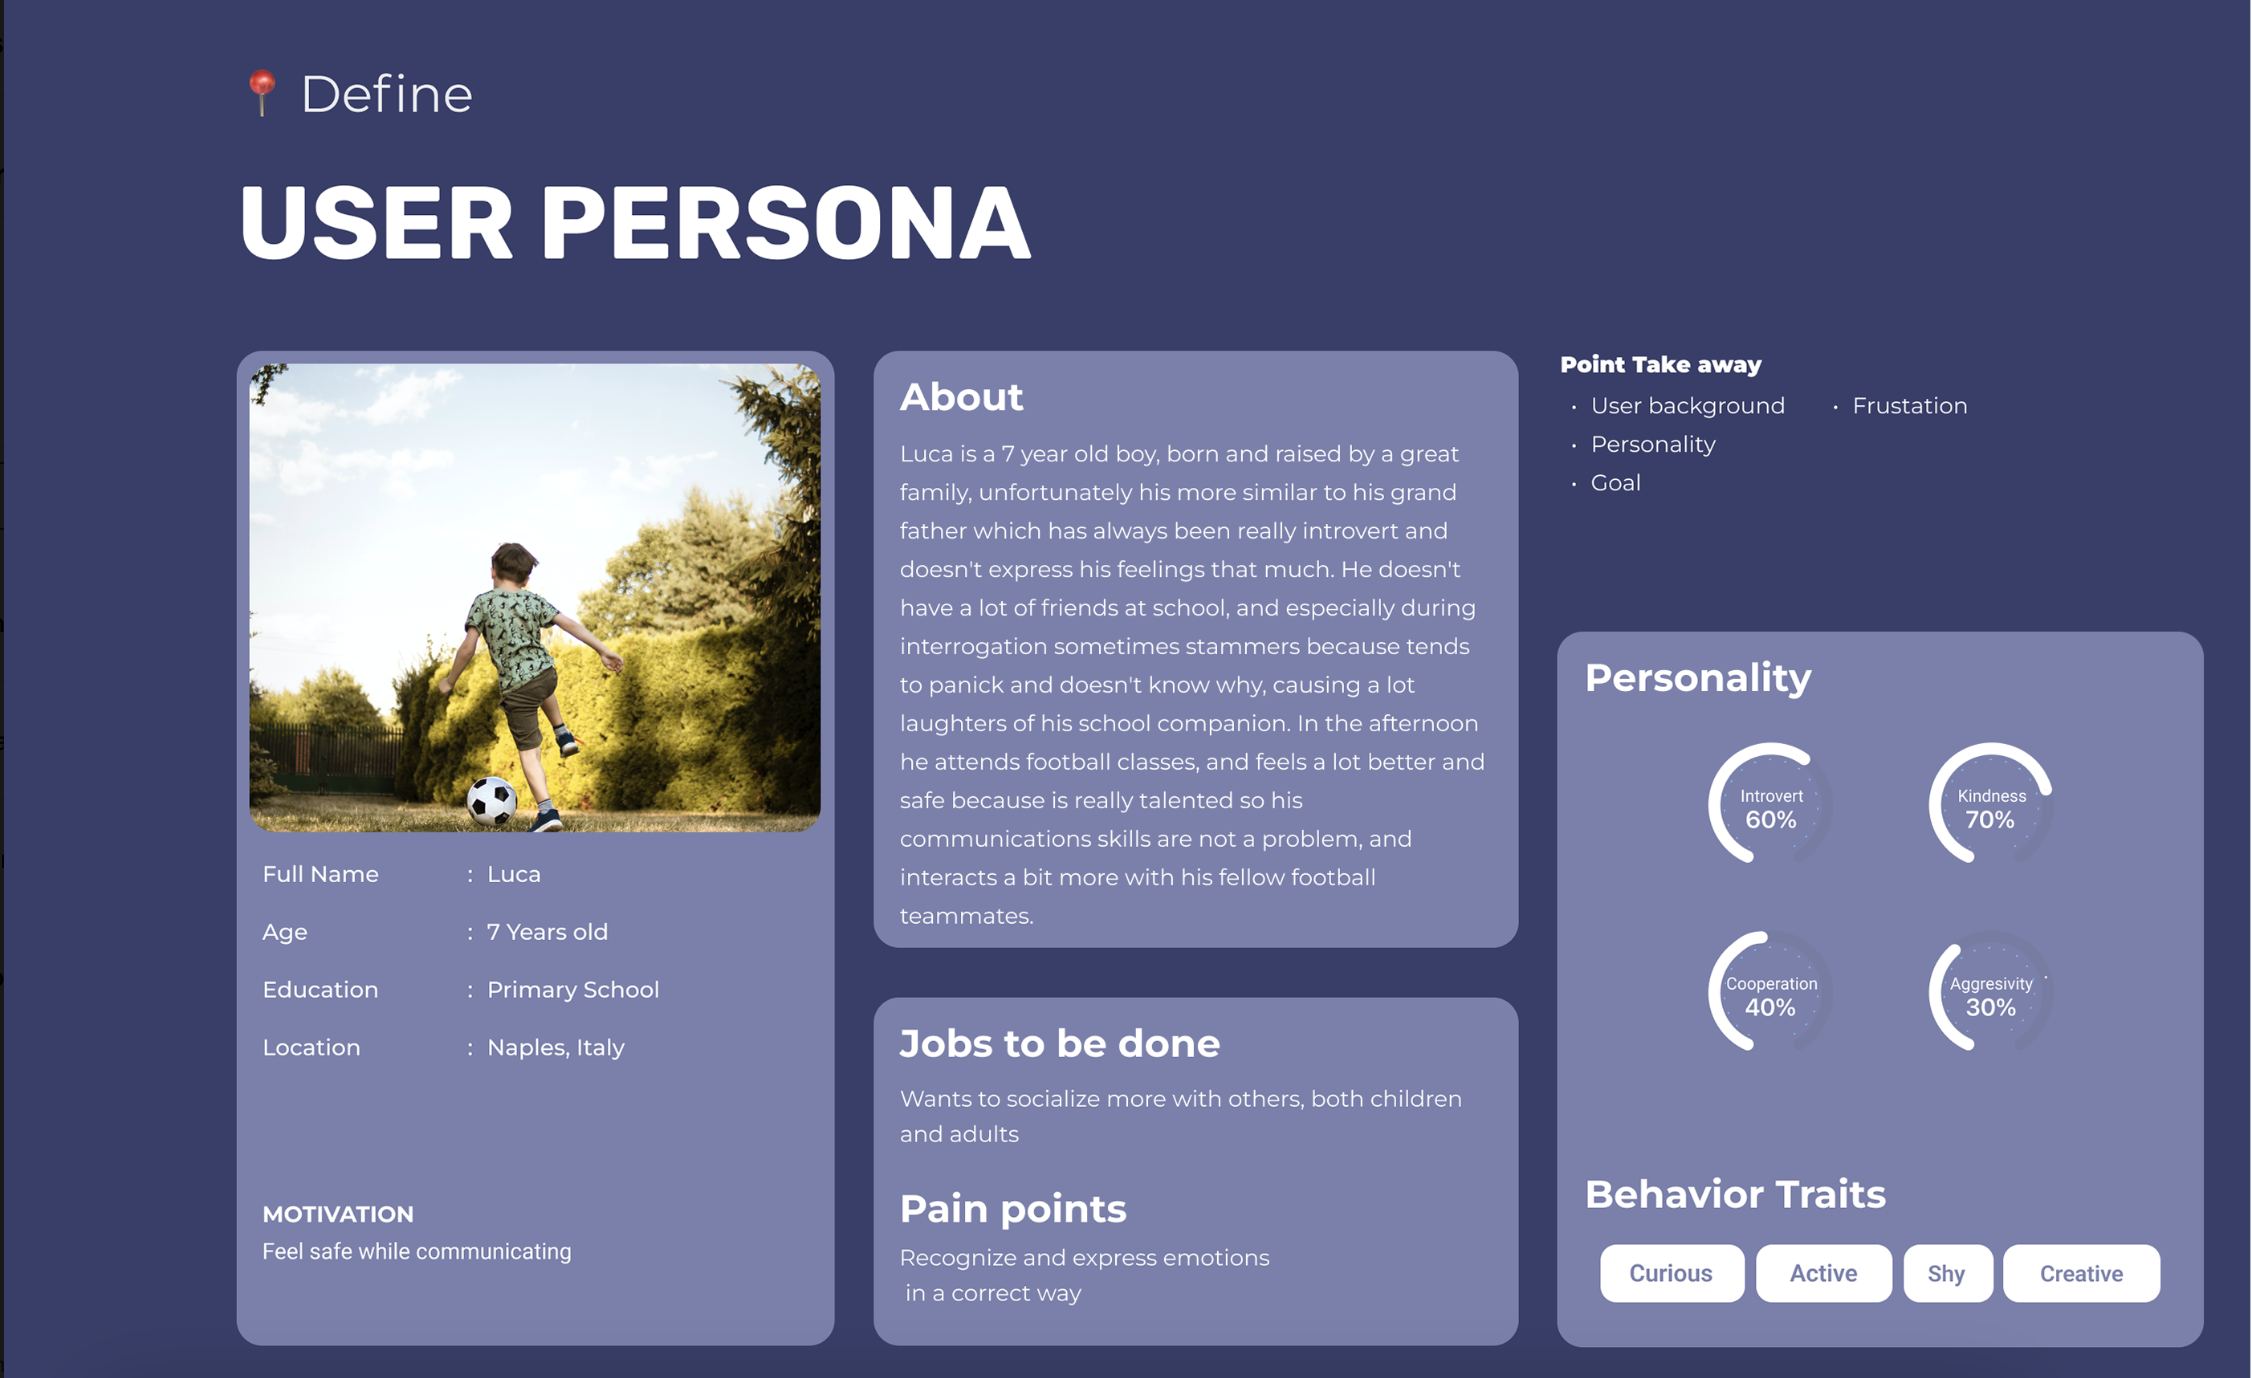 Define
USER PERSONA
Full Name : Luca
Age : 7 Years old
Education : Primary School
Location : Naples, Italy
MOTIVATION
Feel safe while communicating
About
Luca is a 7 year old boy, born and raised by a great
family, unfortunately his more similar to his grand
father which has always been really introvert and
doesn't express his feelings that much. He doesn't
have a lot of friends at school, and especially during
interrogation sometimes stammers because tends
to panick and doesn't know why, causing a lot
laughters of his school companion. In the afternoon
he attends football classes, and feels a lot better and
safe because is really talented so his
communications skills are not a problem, and
interacts a bit more with his fellow football
teammates.
Jobs to be done
Wants to socialize more with others, both children
and adults
Pain points
Recognize and express emotions
in a correct way
Point Take away
• User background
• Personality
• Goal
• Frustation
Personality
Introvert
60%
Kindness
70%
Cooperation
40%
Aggresivity
30%
Behavior Traits
Curious
Active
Shy
Creative